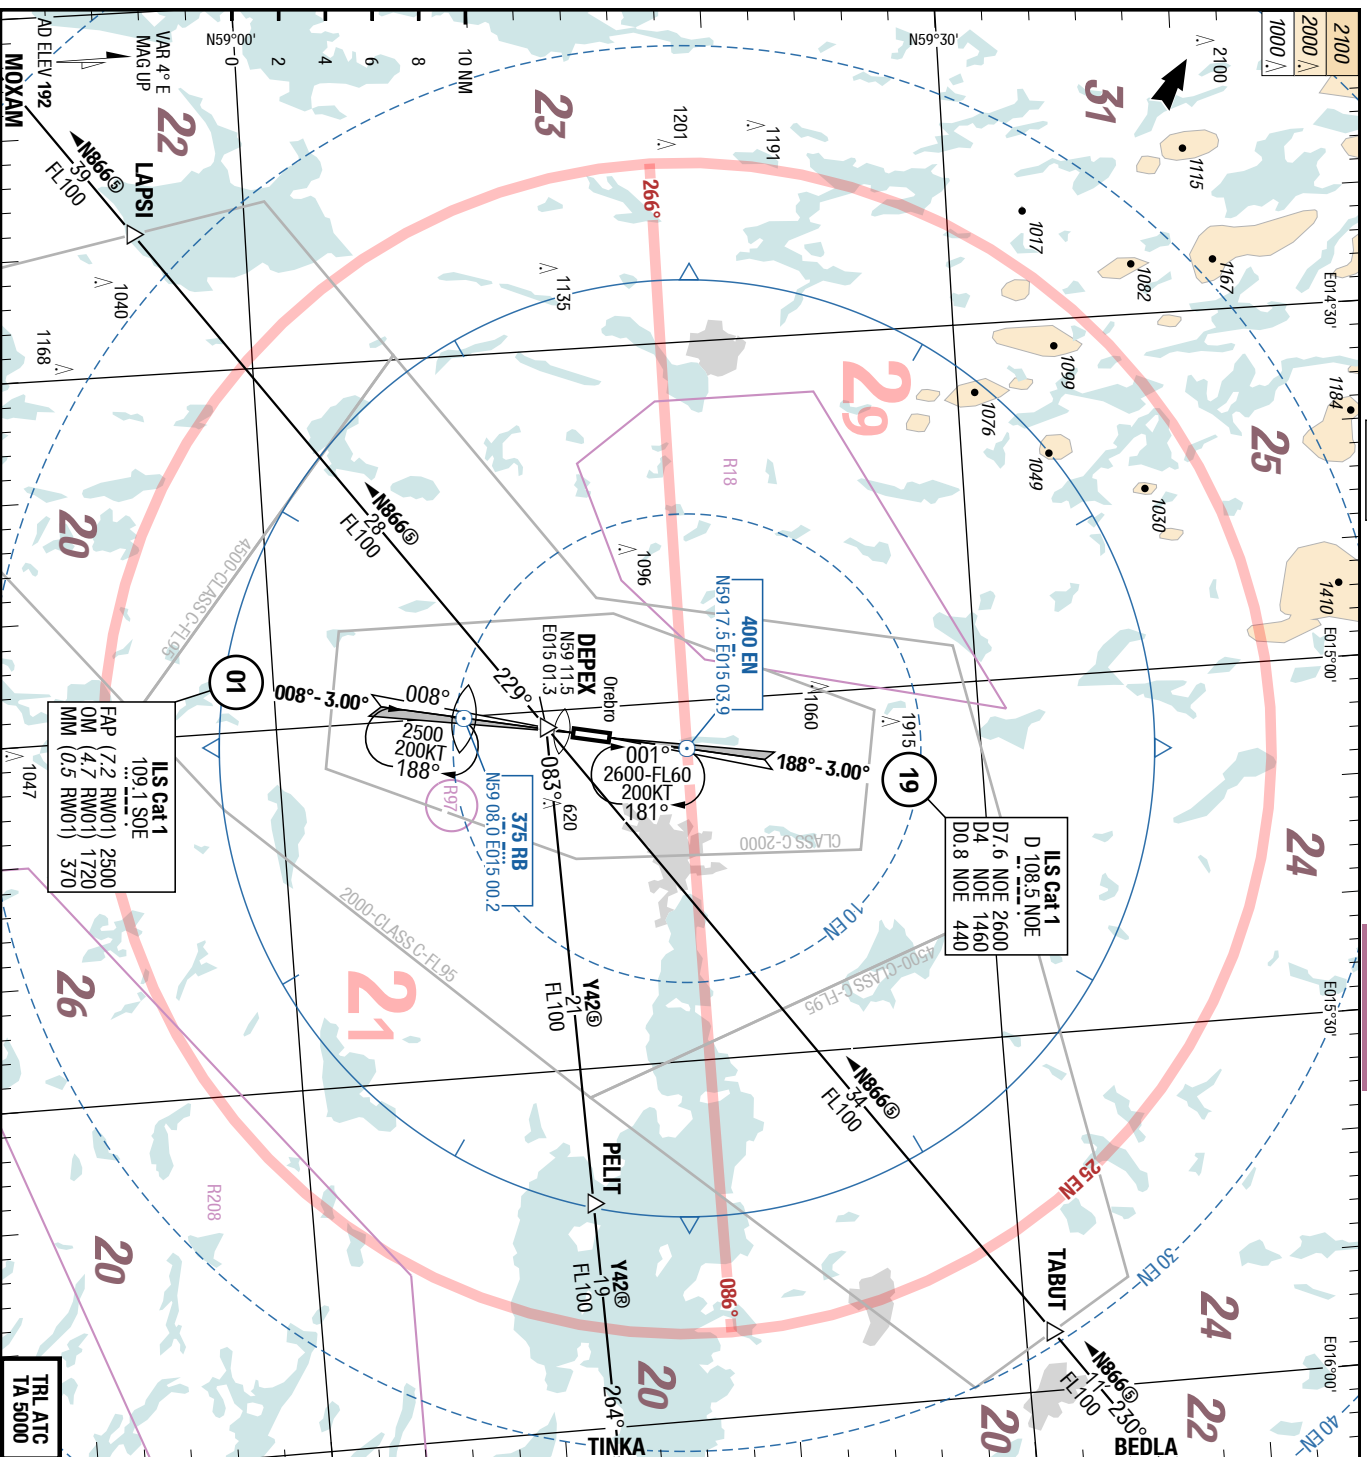 2100
2000
1000
2100
31
1115
1017
1082
1167
E014°30'
1099
1076
1184
25
1049
1030
1410
E015°00'
N59°30'
N59°00'
0
2
4
6
8
10 NM
VAR 4° E
MAG UP
AD ELEV 192
MOXAM
22
23
1201
1191
266°
N866⑤
39
FL100
LAPSI
1040
1168
1135
29
R18
1096
N866⑤
28
FL100
20
4500-CLASS C-FL95
400 EN
N59 17.5 E015 03.9
DEPEX
N59 11.5
E015 01.3
Orebro
229°
1060
1915
01
008°- 3.00°
008°
2500
200KT
188°
083°
620
001°
2600-FL60
200KT
181°
188°- 3.00°
19
R97
375 RB
N59 08.0 E015 00.2
CLASS C-2000
ILS Cat 1
109.1 SOE
FAP (7.2 RW01) 2500
OM (4.7 RW01) 1720
MM (0.5 RW01) 370
1047
ILS Cat 1
D 108.5 NOE
D7.6 NOE 2600
D4 NOE 1460
D0.8 NOE 440
24
10 EN
2000-CLASS C-FL95
4500-CLASS C-FL95
26
21
Y42⑤
21
FL100
E015°30'
N866⑤
34
FL100
PELIT
25 EN
R208
20
Y42Ⓡ
19
FL100
086°
TABUT
30 EN
24
E016°00'
20
264°
TINKA
N866⑤
11
FL100
230°
BEDLA
22
20
40 EN
TRL ATC
TA 5000